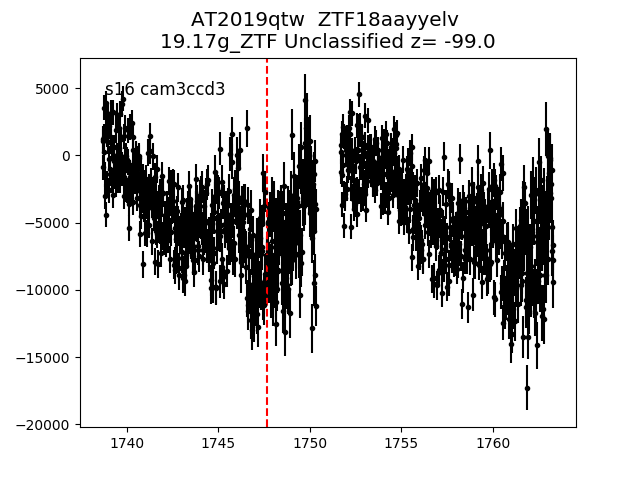 AT2019qtw  ZTF18aayyelv
19.17g_ZTF Unclassified z= -99.0
s16 cam3ccd3
5000
0
−5000
−10000
−15000
−20000
1740 1745 1750 1755 1760